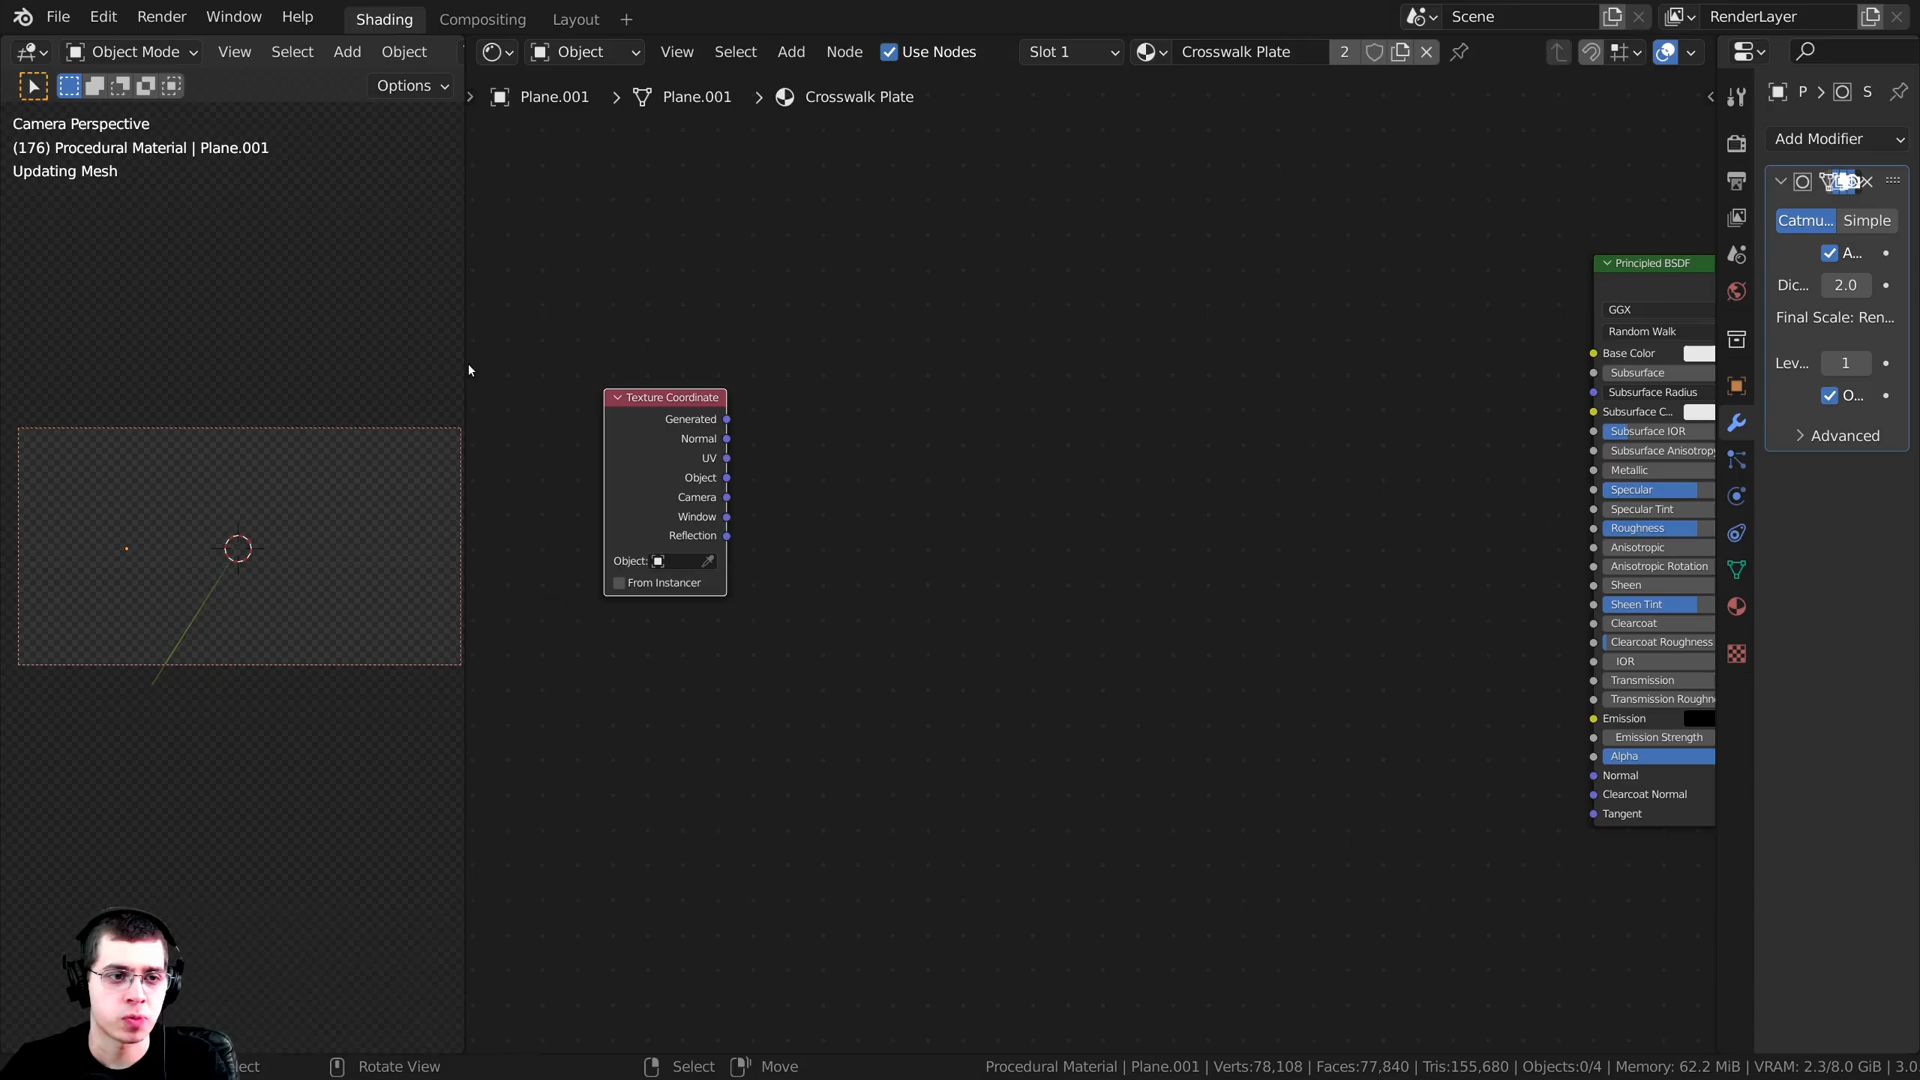 File Edit Render Window Help Shading Compositing Layout + Scene RenderLayer
Object Mode View Select Add Object Object View Select Add Node Use Nodes Slot 1 Crosswalk Plate 2
Options
Plane.001 > Plane.001 > Crosswalk Plate
P > S
Camera Perspective
(176) Procedural Material | Plane.001
Updating Mesh
Add Modifier
Catmu... Simple
A...
Dic... 2.0
Final Scale: Ren...
Lev... 1
O...
Advanced
Texture Coordinate
Generated
Normal
UV
Object
Camera
Window
Reflection
Object:
From Instancer
Principled BSDF
GGX
Random Walk
Base Color
Subsurface
Subsurface Radius
Subsurface C...
Subsurface IOR
Subsurface Anisotropy
Metallic
Specular
Specular Tint
Roughness
Anisotropic
Anisotropic Rotation
Sheen
Sheen Tint
Clearcoat
Clearcoat Roughness
IOR
Transmission
Transmission Roughn
Emission
Emission Strength
Alpha
Normal
Clearcoat Normal
Tangent
elect Rotate View Select Move Procedural Material | Plane.001 | Verts:78,108 | Faces:77,840 | Tris:155,680 | Objects:0/4 | Memory: 62.2 MiB | VRAM: 2.3/8.0 GiB | 3.0